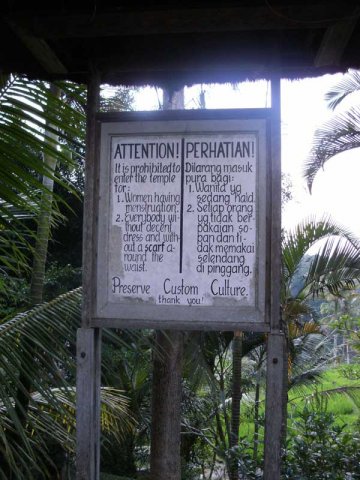 ATTENTION!
It is prohibited to
enter the temple
for:
1. Women having
menstruation.
2. Everybody wi-
thout decent
dress and with-
out a scarf a-
round the
waist.
PERHATIAN!
Dilarang masuk
pura bagi:
1. Wanita yg
sedang haid.
2. Setiap orang
yg tidak ber-
pakaian so-
pan dan ti-
dak memakai
selendang
di pinggang.
Preserve Custom Culture.
thank you!